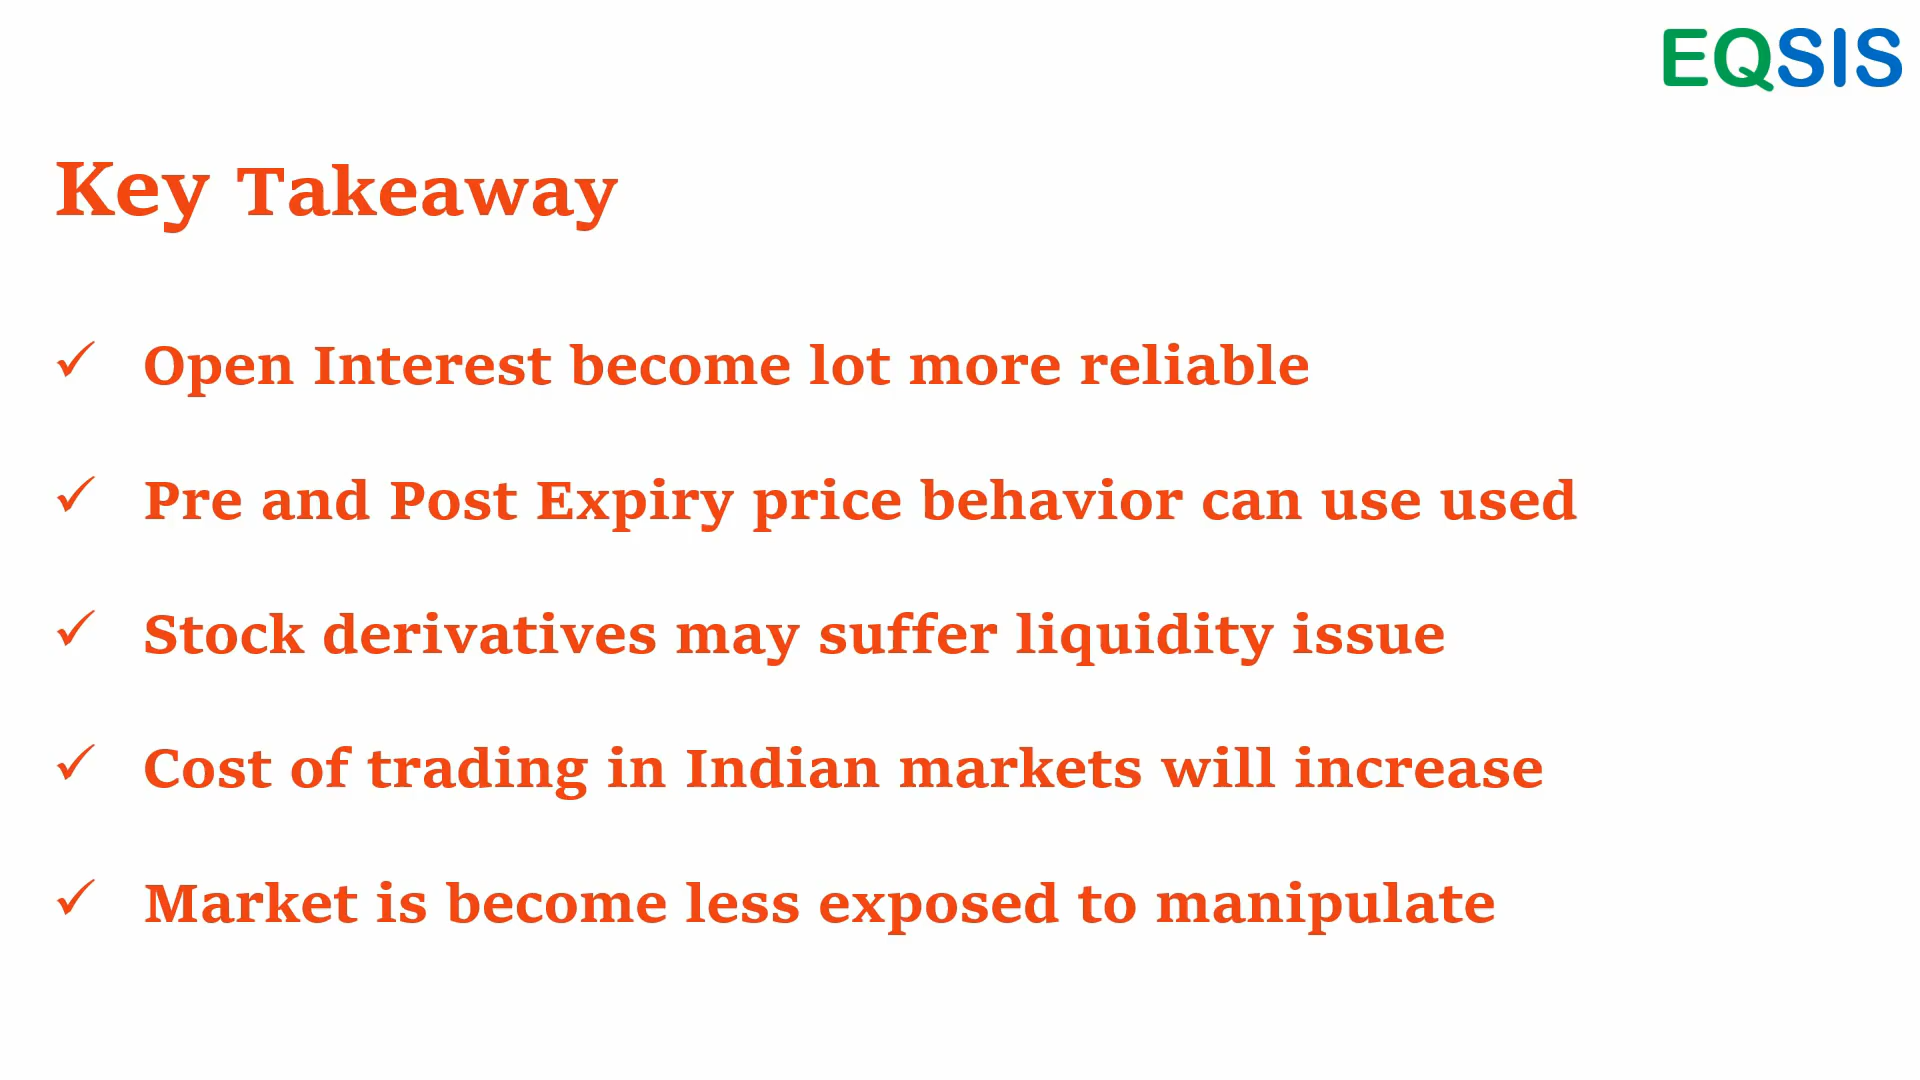 EQSIS
Key Takeaway
✓ Open Interest become lot more reliable
✓ Pre and Post Expiry price behavior can use used
✓ Stock derivatives may suffer liquidity issue
✓ Cost of trading in Indian markets will increase
✓ Market is become less exposed to manipulate